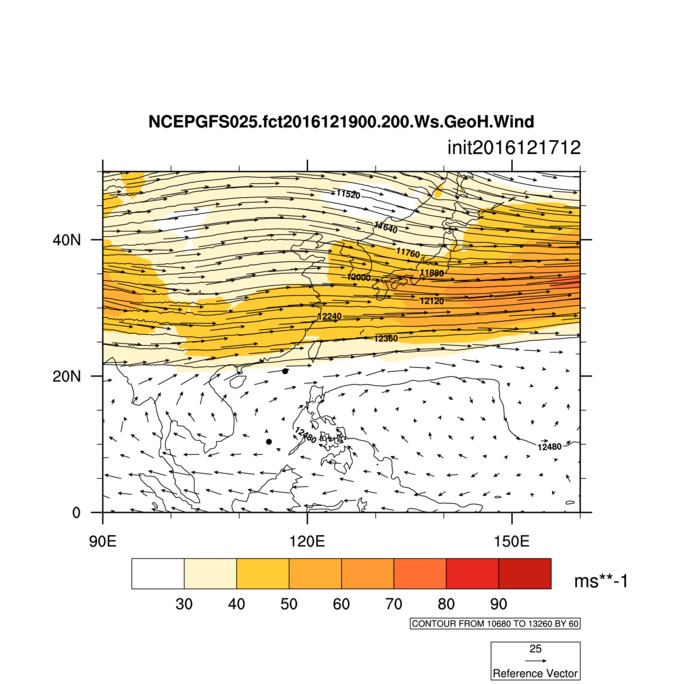 NCEPGFS025.fct2016121900.200.Ws.GeoH.Wind
init2016121712
11520
11640
40N
11760
11880
12000
12120
12240
12360
20N
12480
12480
0
90E 120E 150E
ms**-1
30 40 50 60 70 80 90
CONTOUR FROM 10680 TO 13260 BY 60
25
Reference Vector